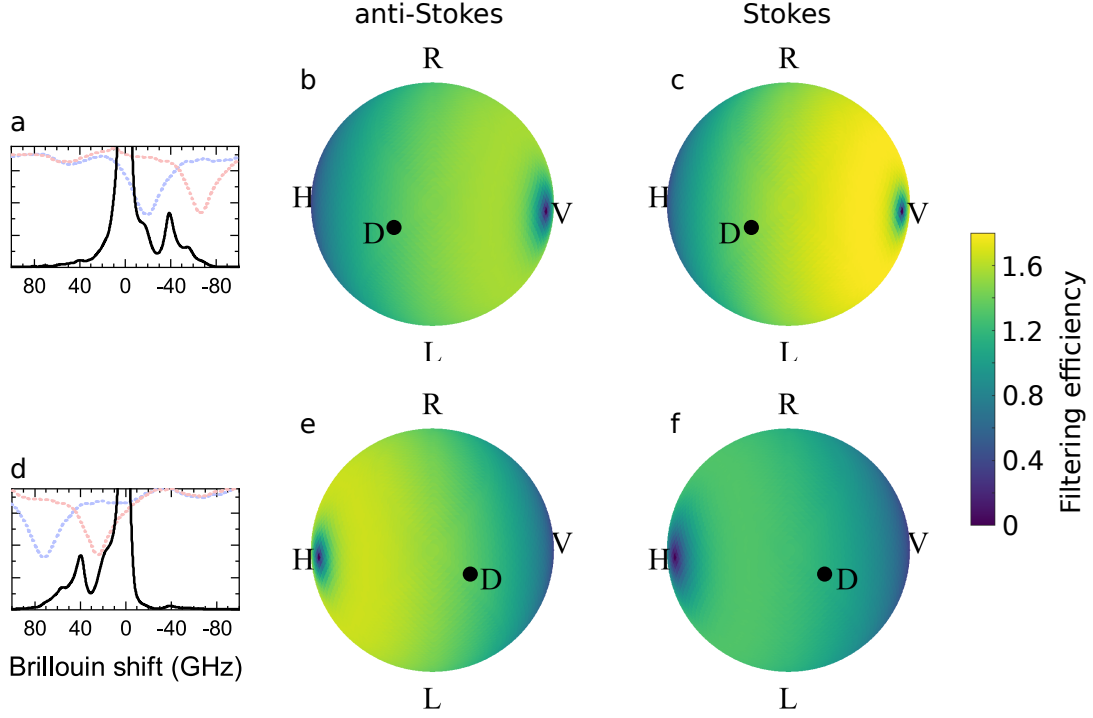 anti-Stokes Stokes
a
80 40 0 -40 -80
b
R
H
D
V
L
c
R
H
D
V
L
d
80 40 0 -40 -80
Brillouin shift (GHz)
e
R
H
D
V
L
f
R
H
D
V
L
1.6
1.2
0.8
0.4
0
Filtering efficiency